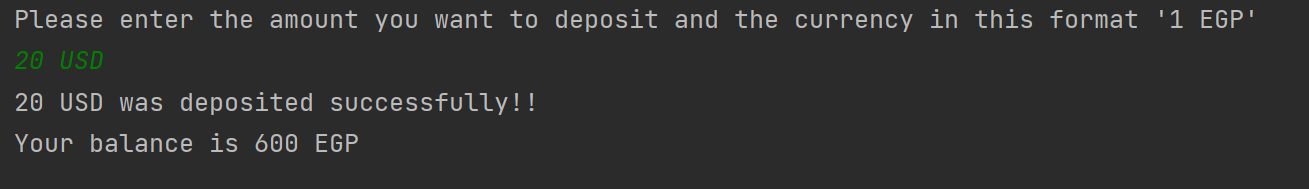 Please enter the amount you want to deposit and the currency in this format '1 EGP'
20 USD
20 USD was deposited successfully!!
Your balance is 600 EGP